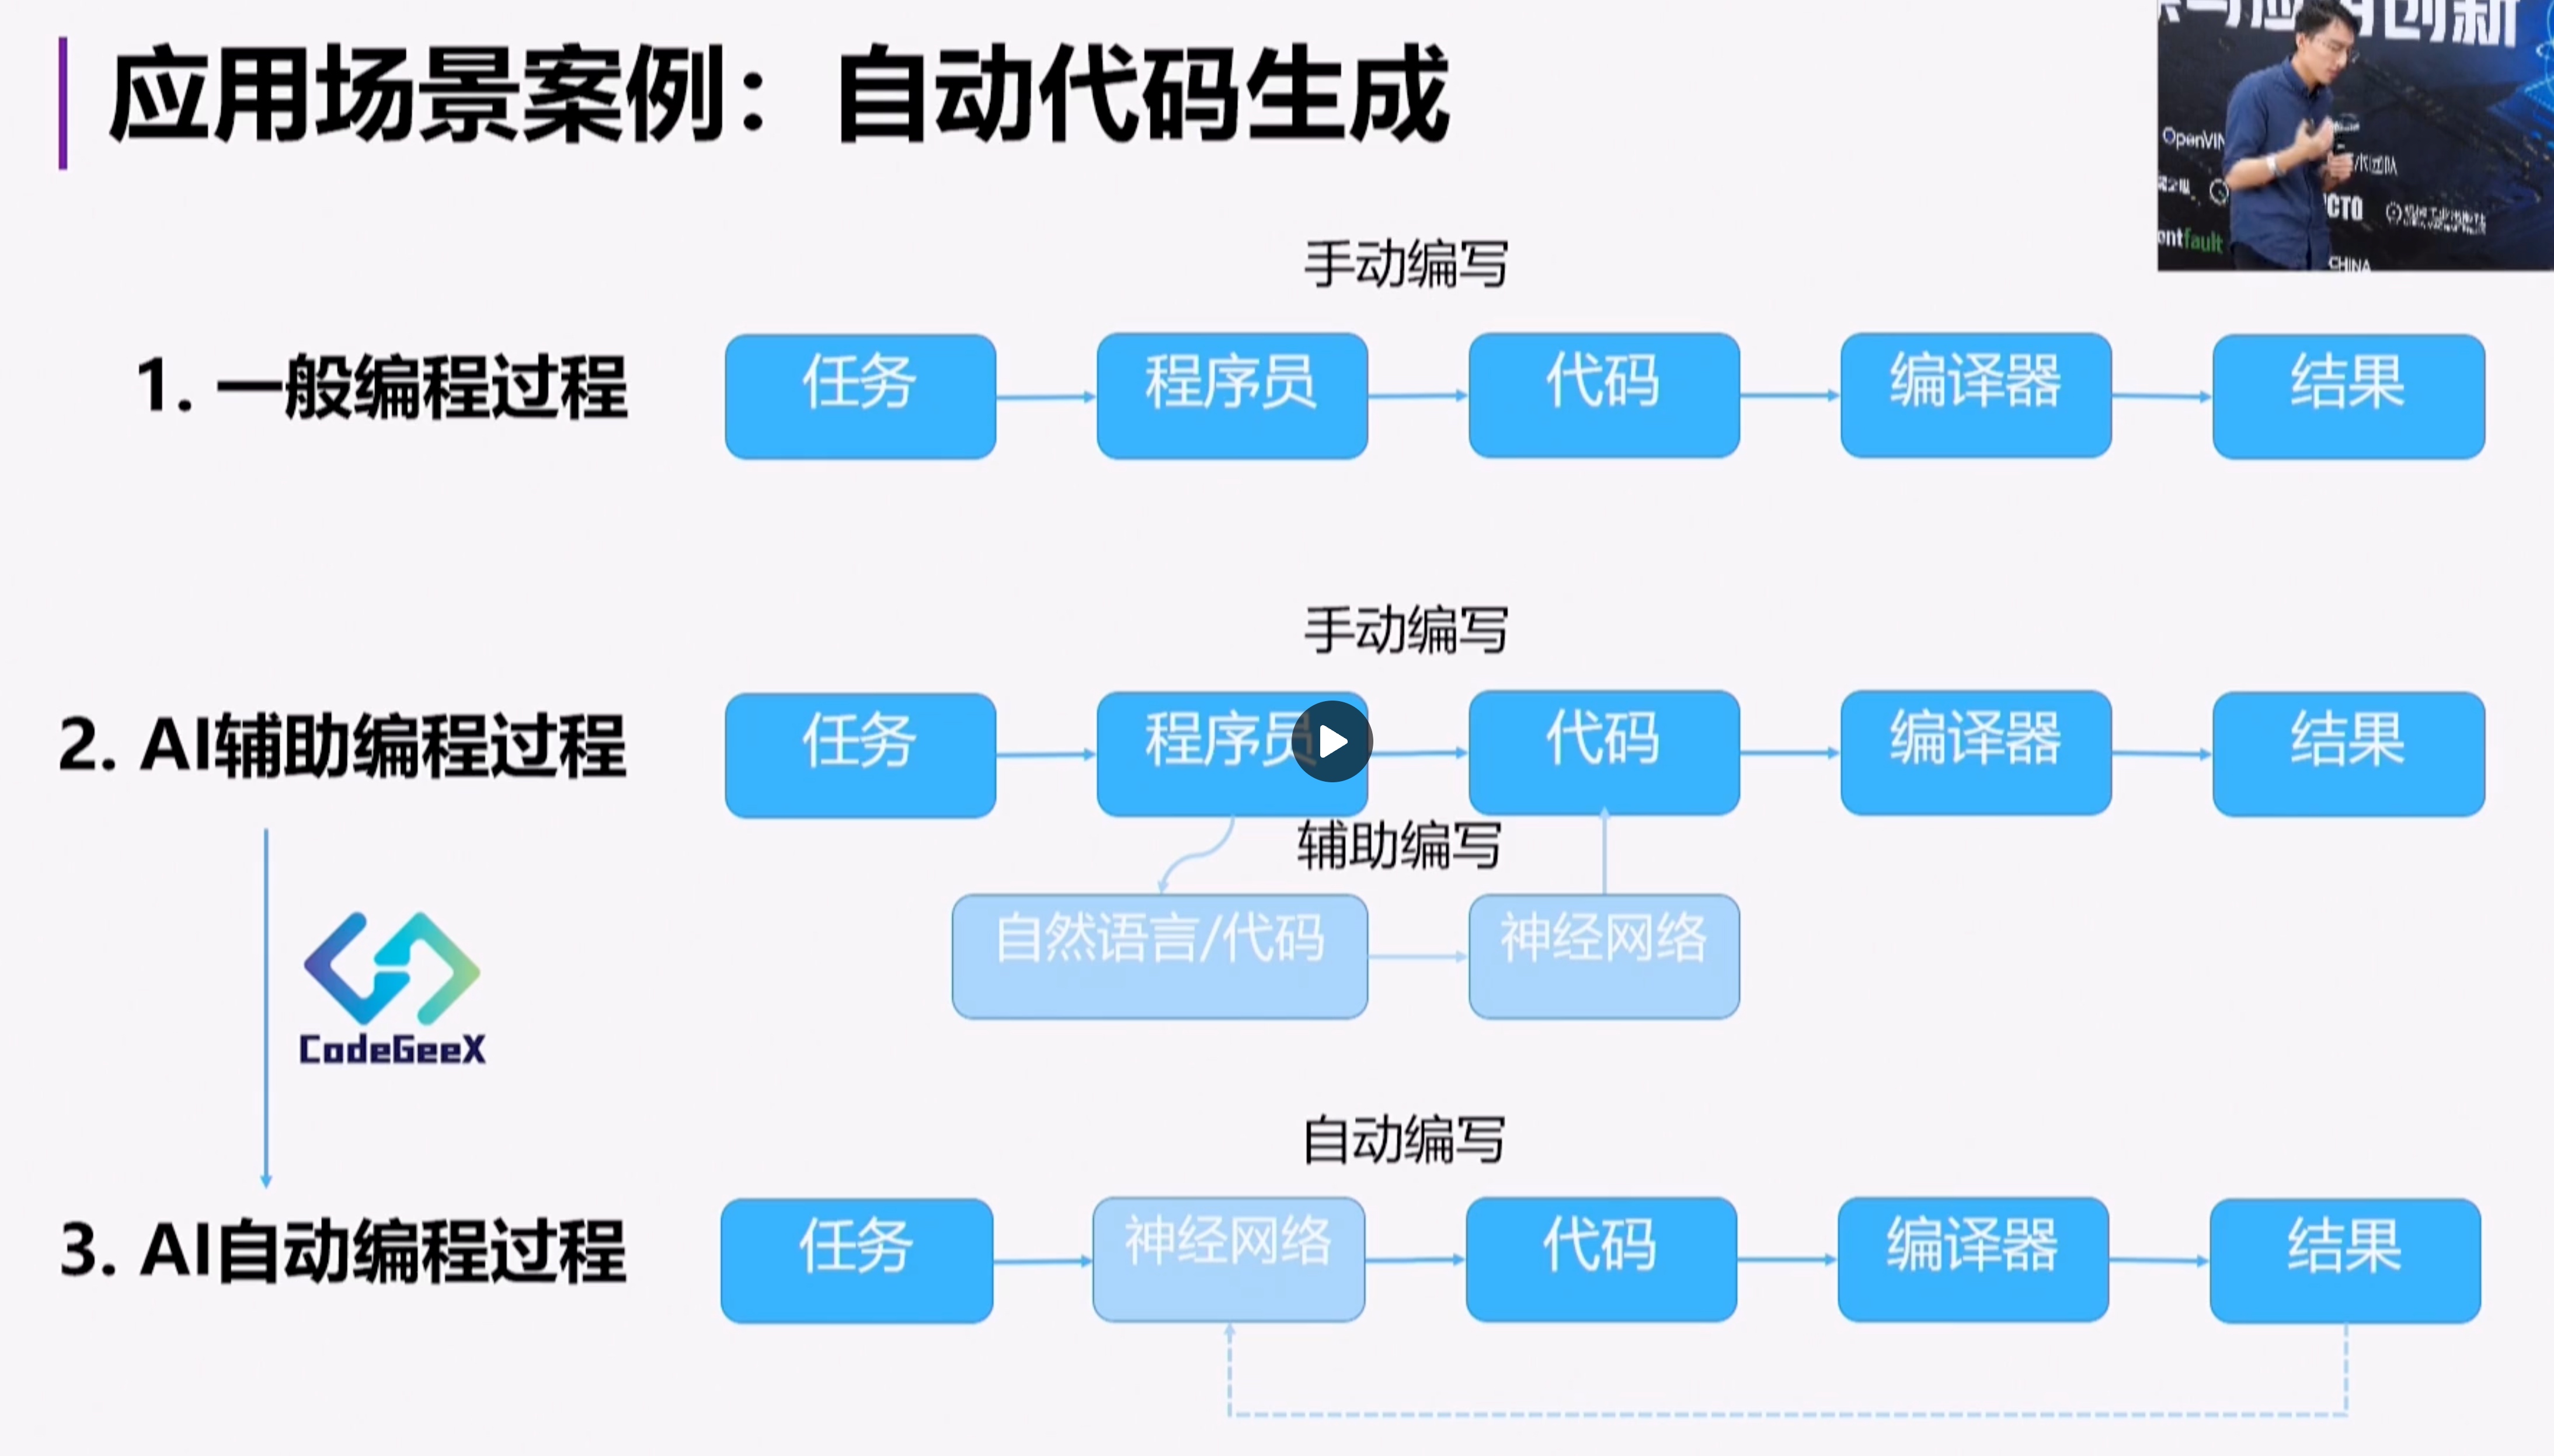 应用场景案例：自动代码生成
手动编写
1. 一般编程过程
任务
程序员
代码
编译器
结果
手动编写
2. AI辅助编程过程
任务
程序员
代码
编译器
结果
辅助编写
自然语言/代码
神经网络
CodeGeeX
自动编写
3. AI自动编程过程
任务
神经网络
代码
编译器
结果
创新
OpenVIN
CTO
fault
CHINA